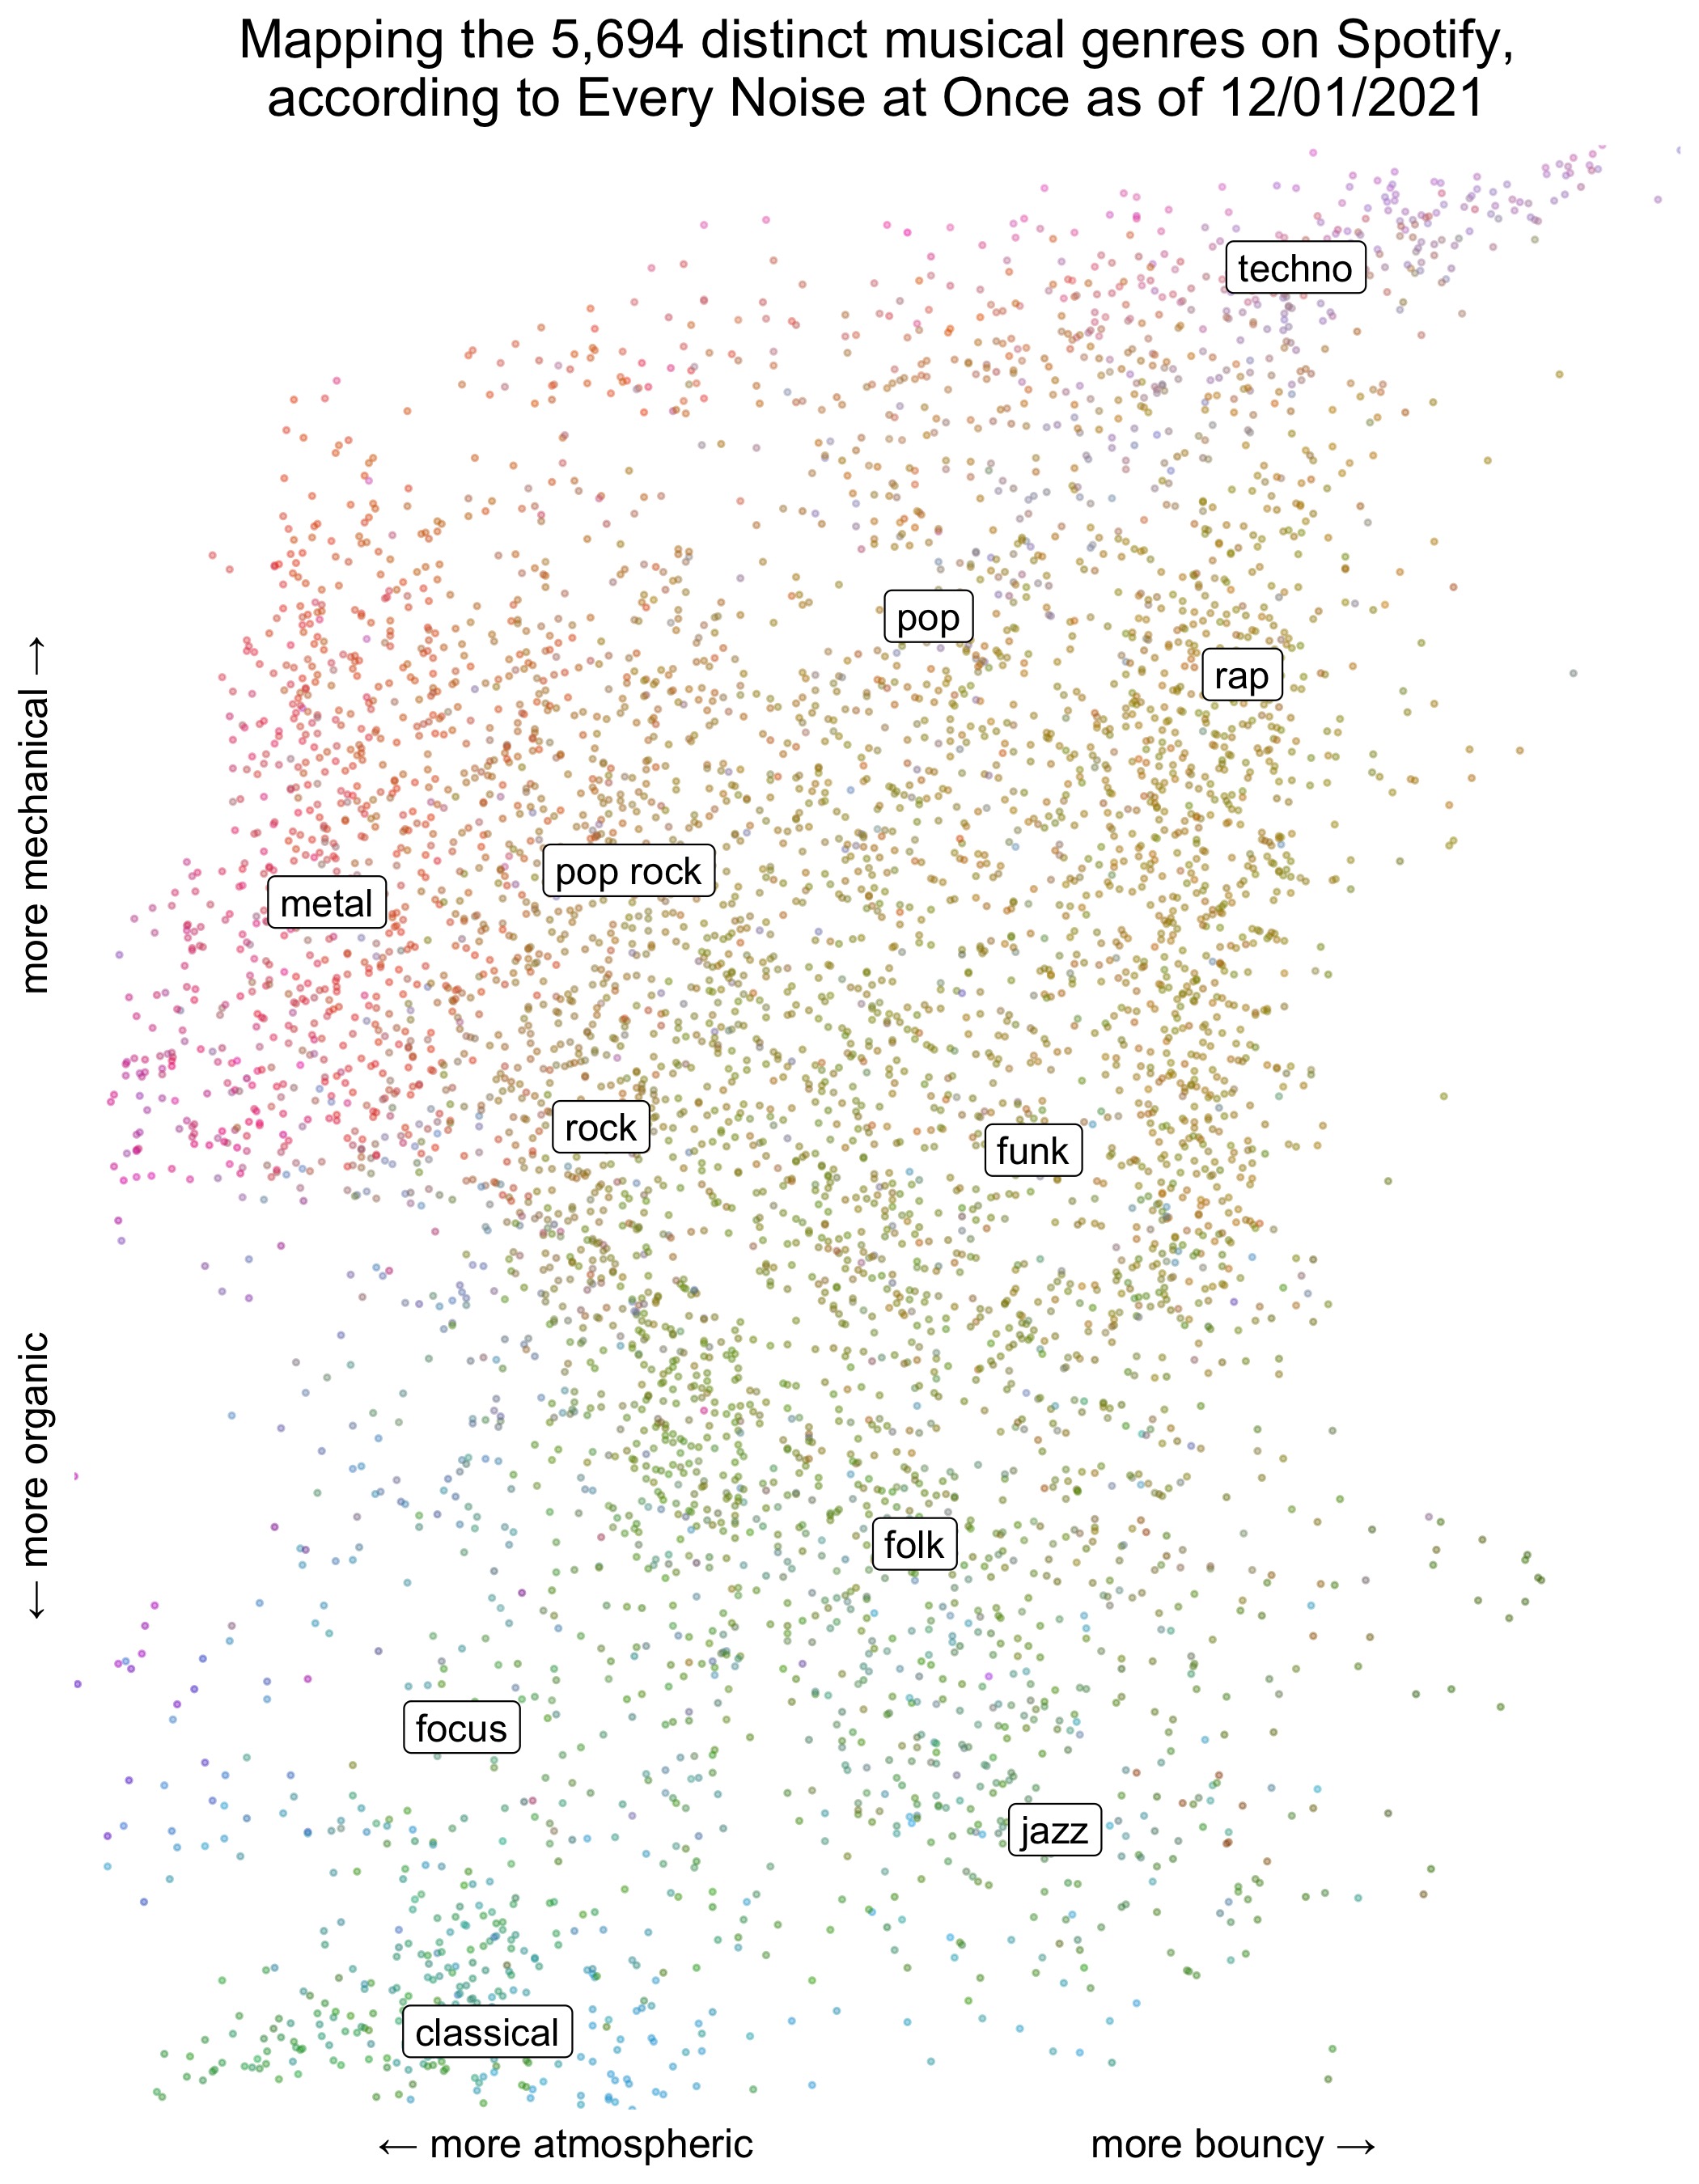 Mapping the 5,694 distinct musical genres on Spotify,
according to Every Noise at Once as of 12/01/2021
techno
pop
rap
pop rock
metal
rock
funk
folk
focus
jazz
classical
more mechanical →
← more organic
← more atmospheric
more bouncy →